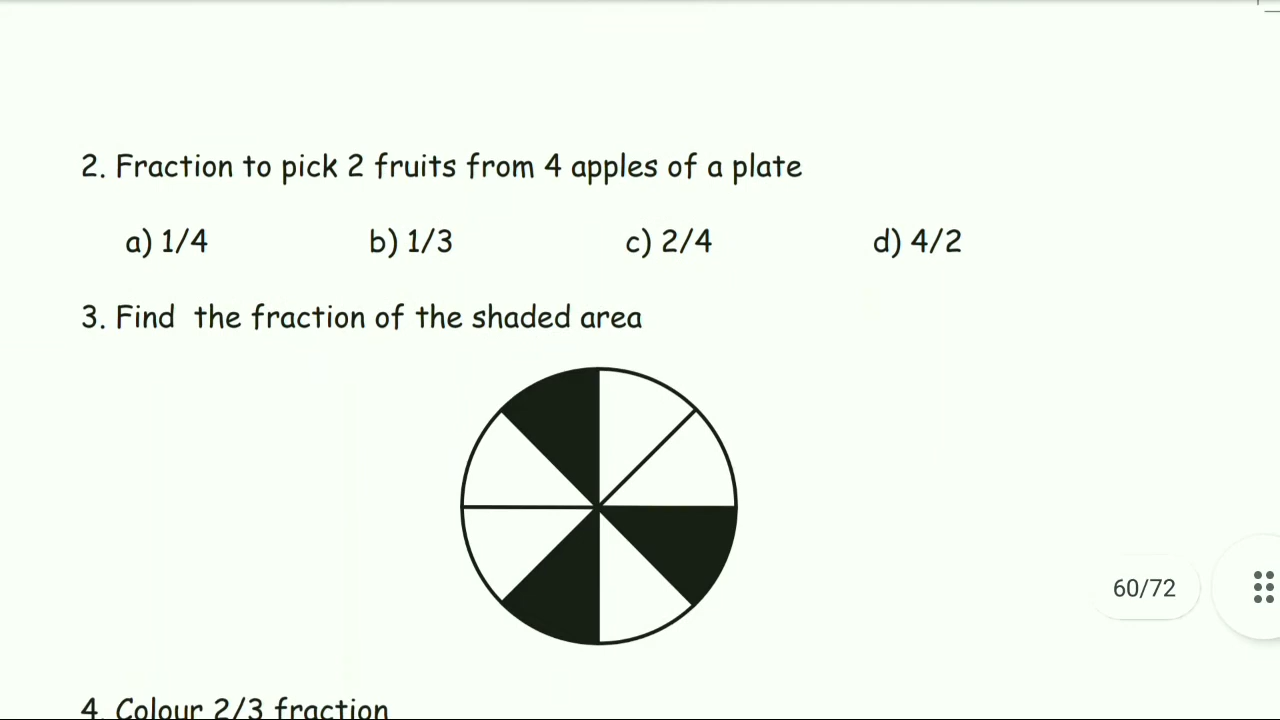 2. Fraction to pick 2 fruits from 4 apples of a plate
a) 1/4 b) 1/3 c) 2/4 d) 4/2
3. Find the fraction of the shaded area
60/72
4. Colour 2/3 fraction